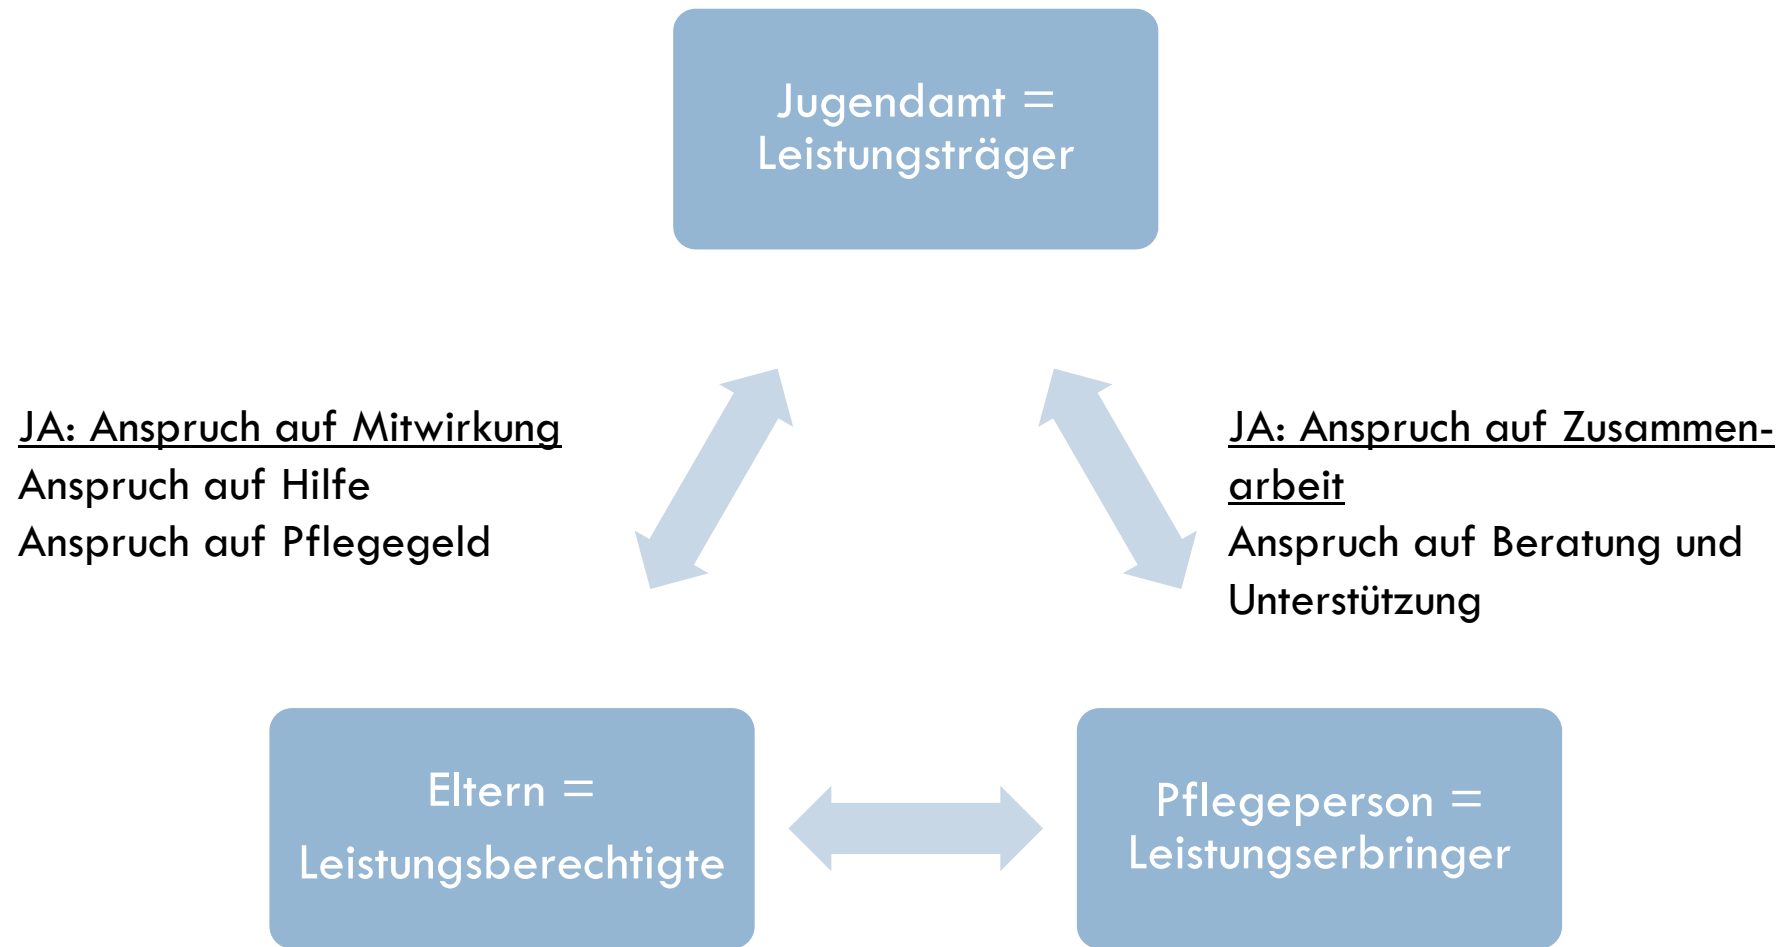 Jugendamt =
Leistungsträger
JA: Anspruch auf Mitwirkung
Anspruch auf Hilfe
Anspruch auf Pflegegeld
JA: Anspruch auf Zusammen-
arbeit
Anspruch auf Beratung und
Unterstützung
Eltern =
Leistungsberechtigte
Pflegeperson =
Leistungserbringer